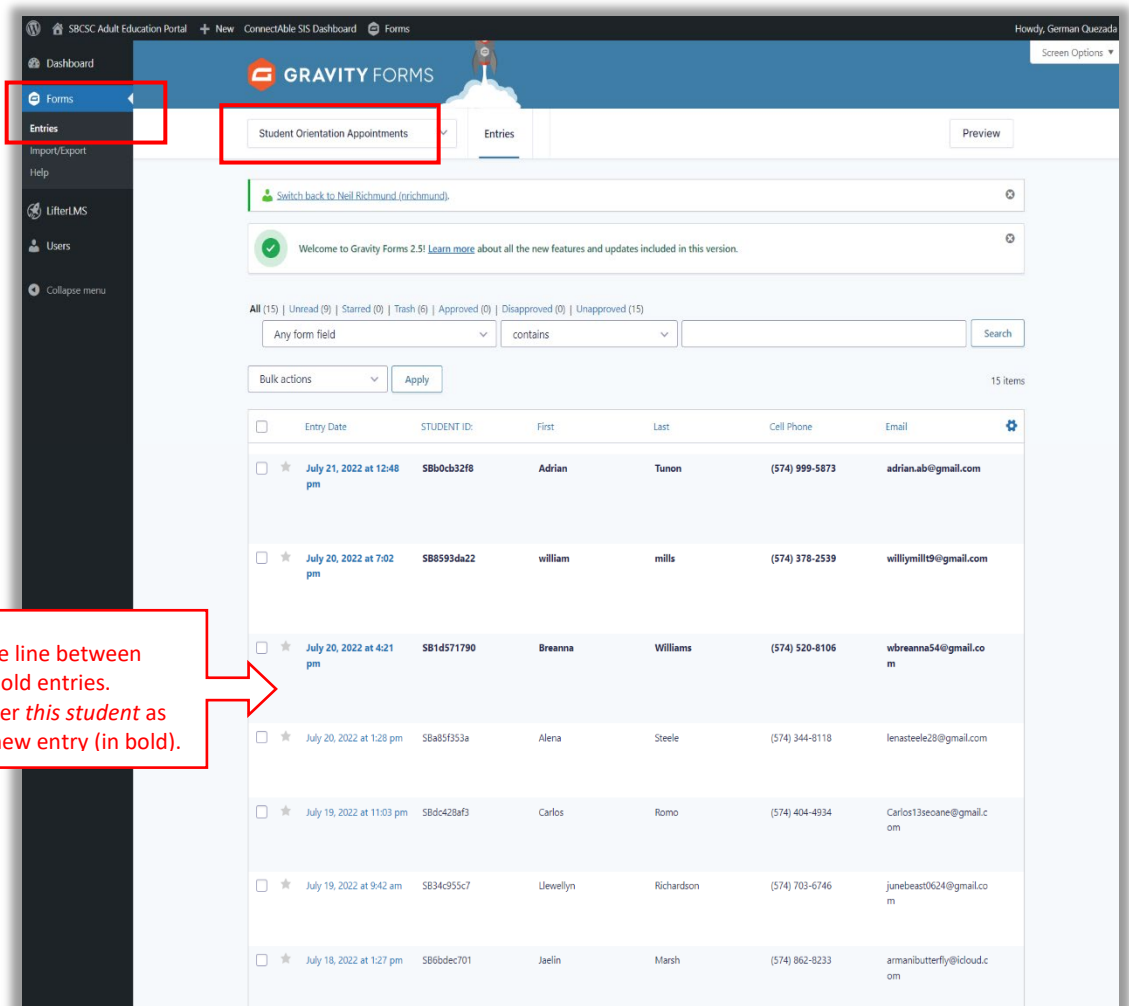 SBCSC Adult Education Portal + New ConnectAble SIS Dashboard Forms Howdy, German Quezada
Screen Options ▼
Dashboard
Forms
Entries
Import/Export
Help
LifterLMS
Users
Collapse menu
GRAVITY FORMS
Student Orientation Appointments Entries Preview
Switch back to Neil Richmund (nrichmund).
Welcome to Gravity Forms 2.5! Learn more about all the new features and updates included in this version.
All (15) | Unread (9) | Starred (0) | Trash (6) | Approved (0) | Disapproved (0) | Unapproved (15)
Any form field contains Search
Bulk actions Apply 15 items
Entry Date STUDENT ID: First Last Cell Phone Email
July 21, 2022 at 12:48 SBb0cb32f8 Adrian Tunon (574) 999-5873 adrian.ab@gmail.com
pm
July 20, 2022 at 7:02 SB8593da22 william mills (574) 378-2539 williymillt9@gmail.com
pm
July 20, 2022 at 4:21 SB1d571790 Breanna Williams (574) 520-8106 wbreanna54@gmail.co
pm m
line between
old entries.
this student as
new entry (in bold).
July 20, 2022 at 1:28 pm SBa85f353a Alena Steele (574) 344-8118 lenasteele28@gmail.com
July 19, 2022 at 11:03 pm SBdc428af3 Carlos Romo (574) 404-4934 Carlos13seoane@gmail.c
om
July 19, 2022 at 9:42 am SB34c955c7 Llewellyn Richardson (574) 703-6746 junebeast0624@gmail.co
m
July 18, 2022 at 1:27 pm SB6bdec701 Jaelin Marsh (574) 862-8233 armanibutterfly@icloud.c
om